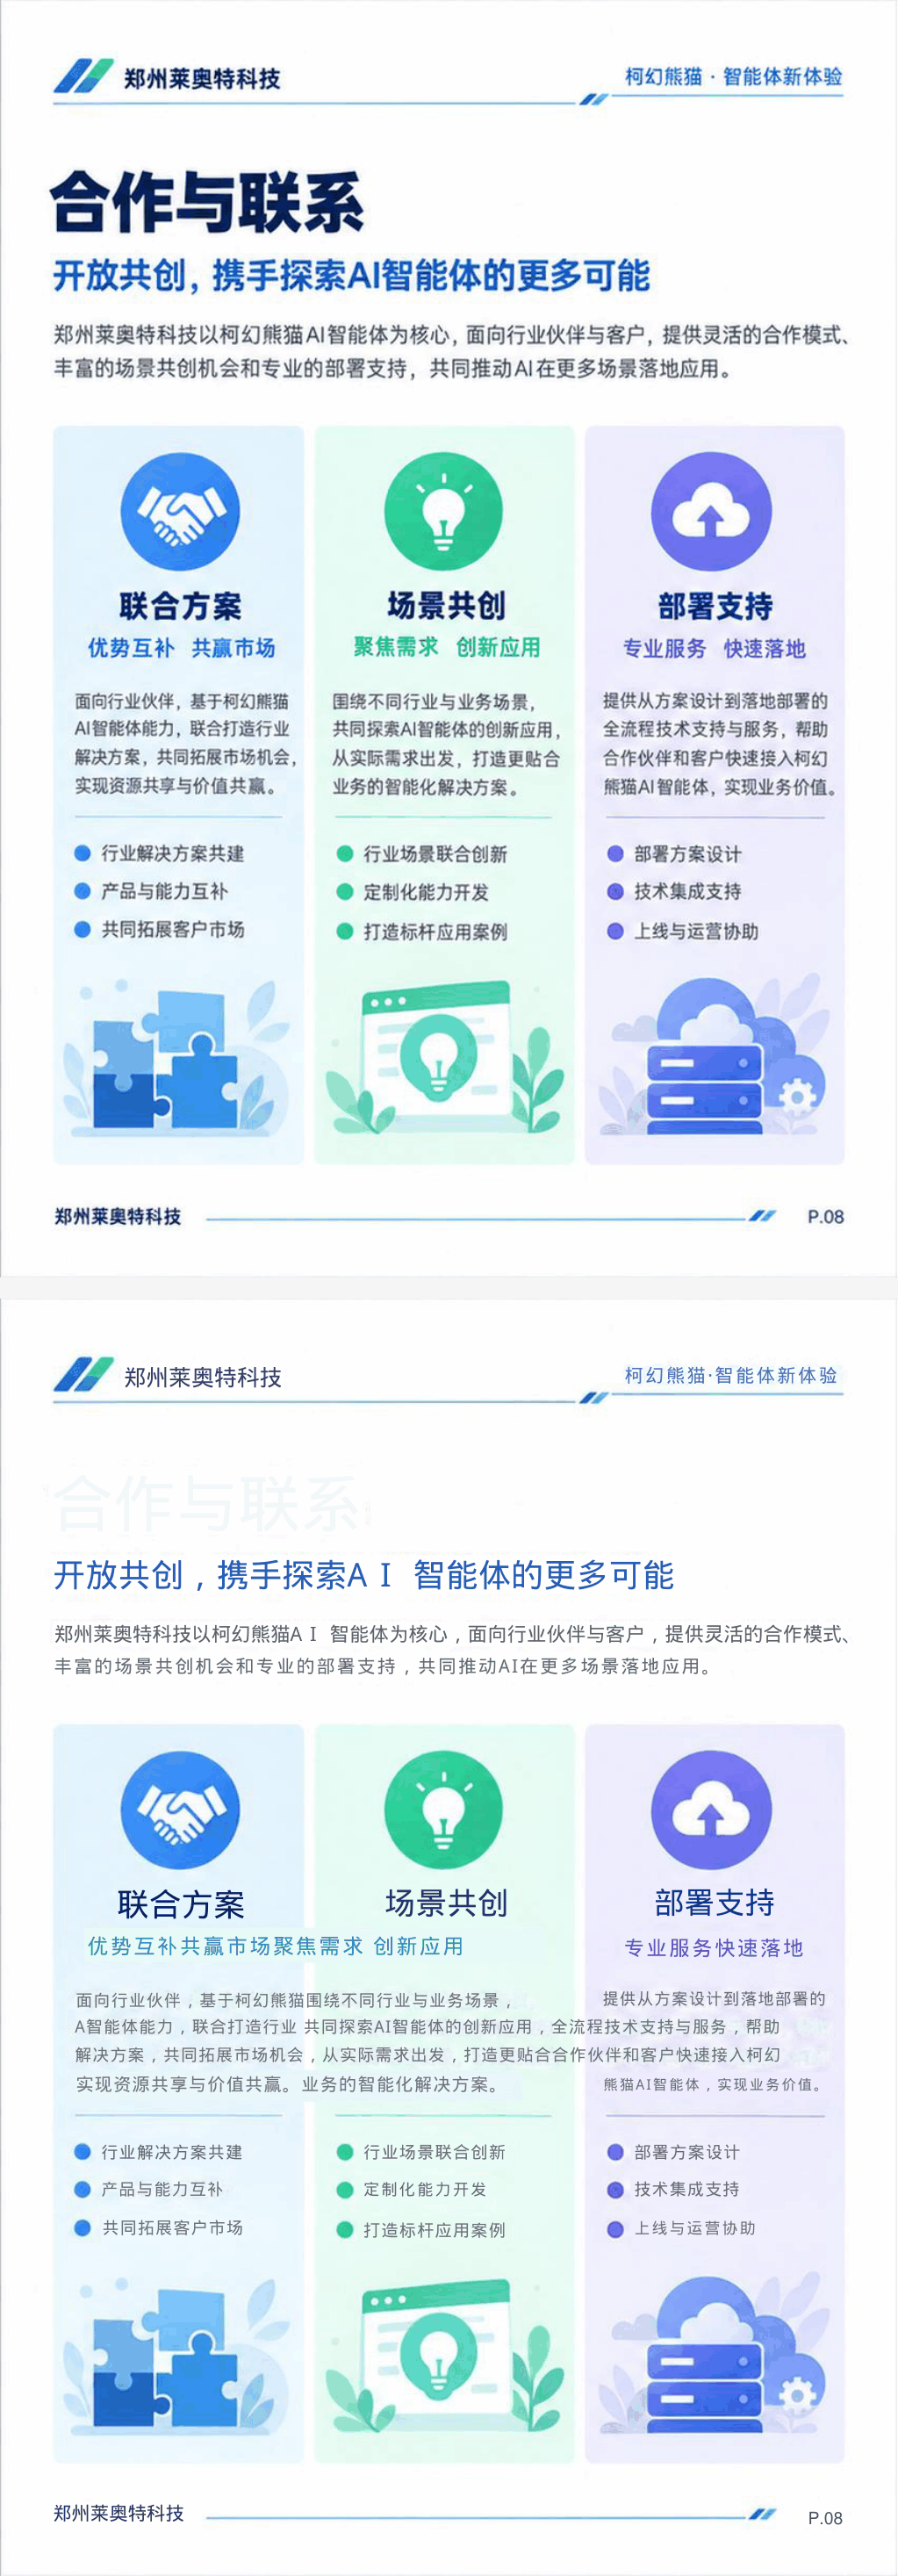 郑州莱奥特科技
柯幻熊猫 · 智能体新体验
合作与联系
开放共创，携手探索AI智能体的更多可能
郑州莱奥特科技以柯幻熊猫AI智能体为核心，面向行业伙伴与客户，提供灵活的合作模式、
丰富的场景共创机会和专业的部署支持，共同推动AI在更多场景落地应用。
联合方案
优势互补 共赢市场
面向行业伙伴，基于柯幻熊猫
AI智能体能力，联合打造行业
解决方案，共同拓展市场机会，
实现资源共享与价值共赢。
行业解决方案共建
产品与能力互补
共同拓展客户市场
场景共创
聚焦需求 创新应用
围绕不同行业与业务场景，
共同探索AI智能体的创新应用，
从实际需求出发，打造更贴合
业务的智能化解决方案。
行业场景联合创新
定制化能力开发
打造标杆应用案例
部署支持
专业服务 快速落地
提供从方案设计到落地部署的
全流程技术支持与服务，帮助
合作伙伴和客户快速接入柯幻
熊猫AI智能体，实现业务价值。
部署方案设计
技术集成支持
上线与运营协助
郑州莱奥特科技
P.08
郑州莱奥特科技
柯幻熊猫·智能体新体验
合作与联系
开放共创，携手探索AI 智能体的更多可能
郑州莱奥特科技以柯幻熊猫AI 智能体为核心，面向行业伙伴与客户，提供灵活的合作模式、
丰富的场景共创机会和专业的部署支持，共同推动AI在更多场景落地应用。
联合方案
场景共创
部署支持
优势互补共赢市场聚焦需求 创新应用
专业服务快速落地
面向行业伙伴，基于柯幻熊猫围绕不同行业与业务场景，
提供从方案设计到落地部署的
A智能体能力，联合打造行业 共同探索AI智能体的创新应用，全流程技术支持与服务，帮助
解决方案，共同拓展市场机会，从实际需求出发，打造更贴合合作伙伴和客户快速接入柯幻
实现资源共享与价值共赢。业务的智能化解决方案。
熊猫AI智能体，实现业务价值。
行业解决方案共建
产品与能力互补
共同拓展客户市场
行业场景联合创新
定制化能力开发
打造标杆应用案例
部署方案设计
技术集成支持
上线与运营协助
郑州莱奥特科技
P.08